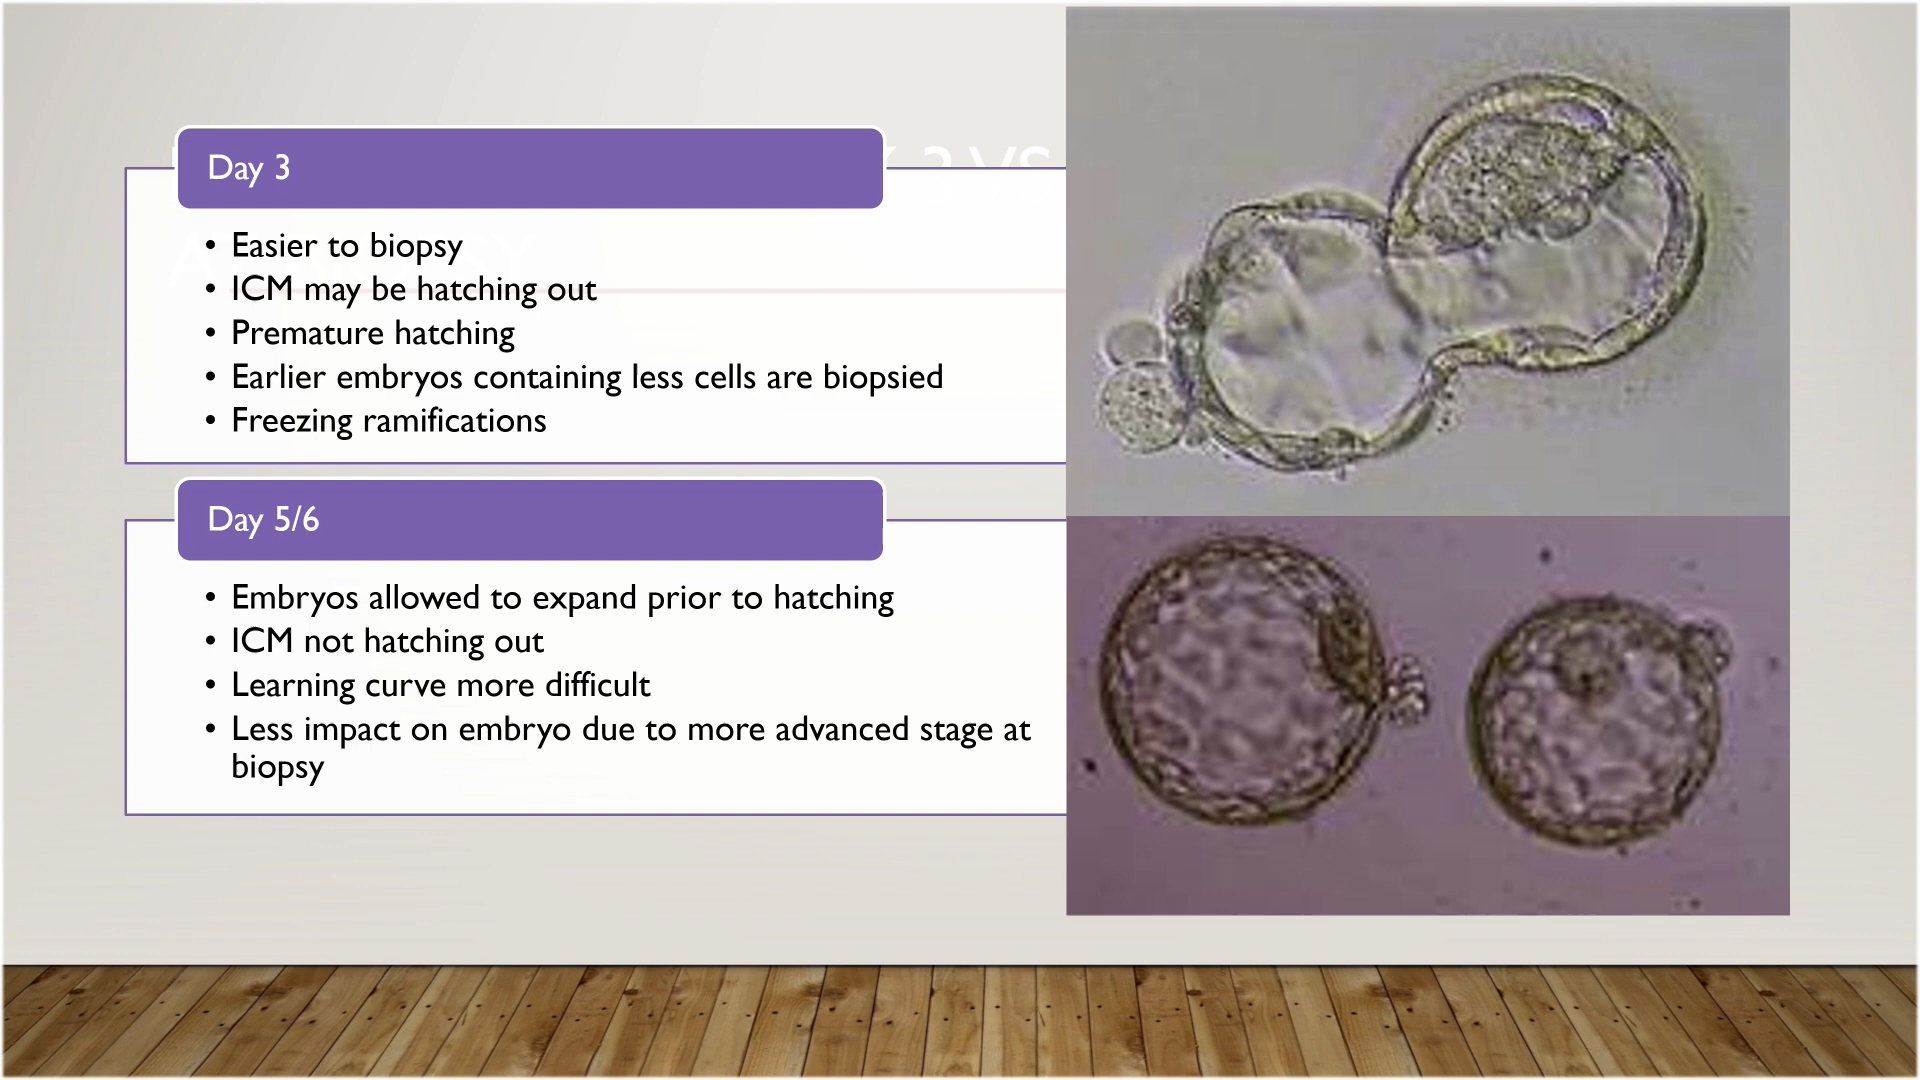 Day 3
• Easier to biopsy
• ICM may be hatching out
• Premature hatching
• Earlier embryos containing less cells are biopsied
• Freezing ramifications
Day 5/6
• Embryos allowed to expand prior to hatching
• ICM not hatching out
• Learning curve more difficult
• Less impact on embryo due to more advanced stage at
biopsy